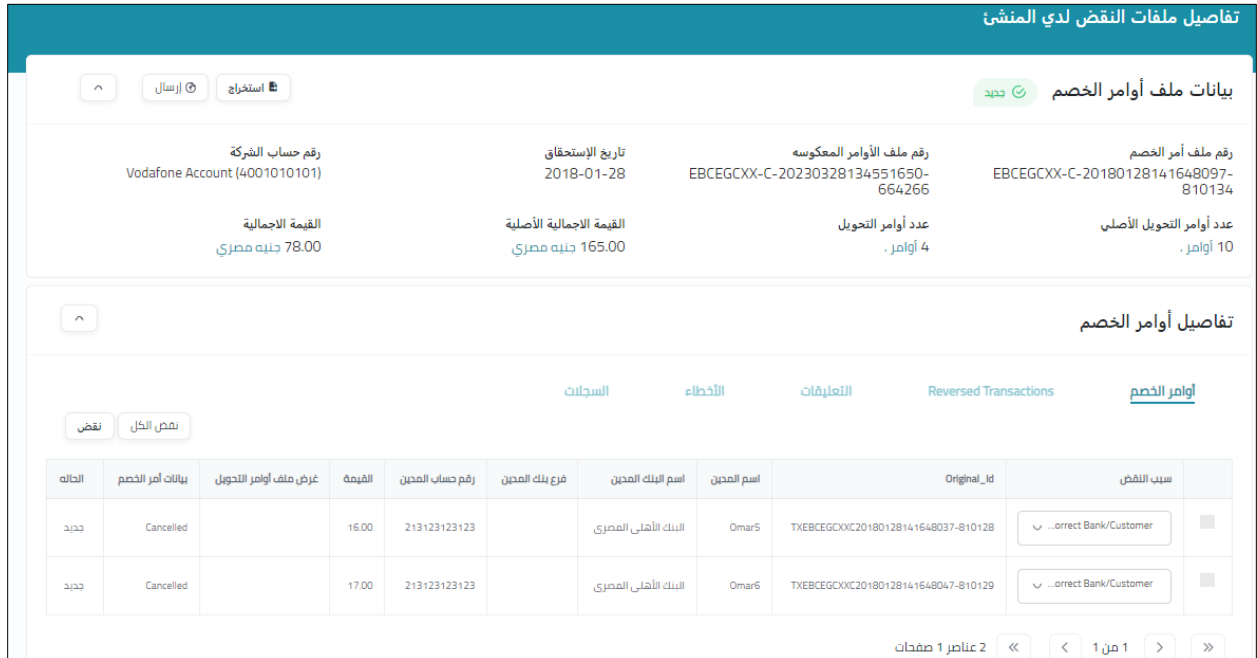 تفاصيل ملفات النقض لدي المنشئ
بيانات ملف أوامر الخصم جديد استخراج إرسال
رقم ملف أمر الخصم رقم ملف الأوامر المعكوسه تاريخ الإستحقاق رقم حساب الشركة
EBCEGCXX-C-20180128141648097- EBCEGCXX-C-20230328134551650- 2018-01-28 Vodafone Account (4001010101)
810134 664266
عدد أوامر التحويل الأصلي عدد أوامر التحويل القيمة الاجمالية الأصلية القيمة الاجمالية
10 أوامر . 4 أوامر . 165.00 جنيه مصري 78.00 جنيه مصري
تفاصيل أوامر الخصم
أوامر الخصم Reversed Transactions التعليقات الأخطاء السجلات
نقض الكل نقض
سبب النقض Original_Id اسم المدين اسم البنك المدين فرع بنك المدين رقم حساب المدين القيمة غرض ملف أوامر التحويل بيانات أمر الخصم الحاله
...orrect Bank/Customer TXEBCEGCXXC20180128141648037-810128 Omar5 البنك الأهلى المصرى 213123123123 16.00 Cancelled جديد
...orrect Bank/Customer TXEBCEGCXXC20180128141648047-810129 Omar6 البنك الأهلى المصرى 213123123123 17.00 Cancelled جديد
1 من 1 2 عناصر 1 صفحات